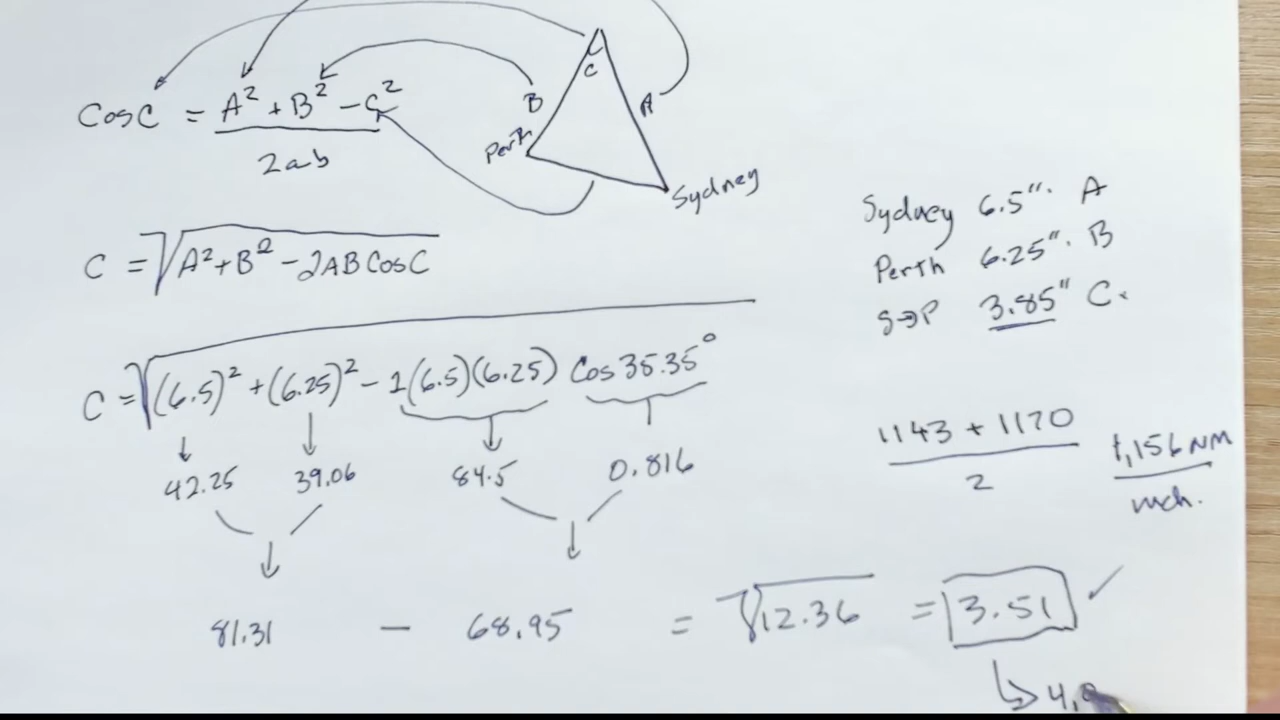 CosC = A² + B² - C²
2ab
C
B
A
Perth
Sydney
C = √A² + B² - 2AB CosC
Sydney 6.5" · A
Perth 6.25" · B
S→P 3.85" C ·
C = √(6.5)² + (6.25)² - 1(6.5)(6.25) Cos 35.35°
42.25 39.06 84.5 0.816
1143 + 1170
2
1,156 NM
inch.
81.31 - 68.95 = √12.36 = 3.51 ✓
↳ 4,